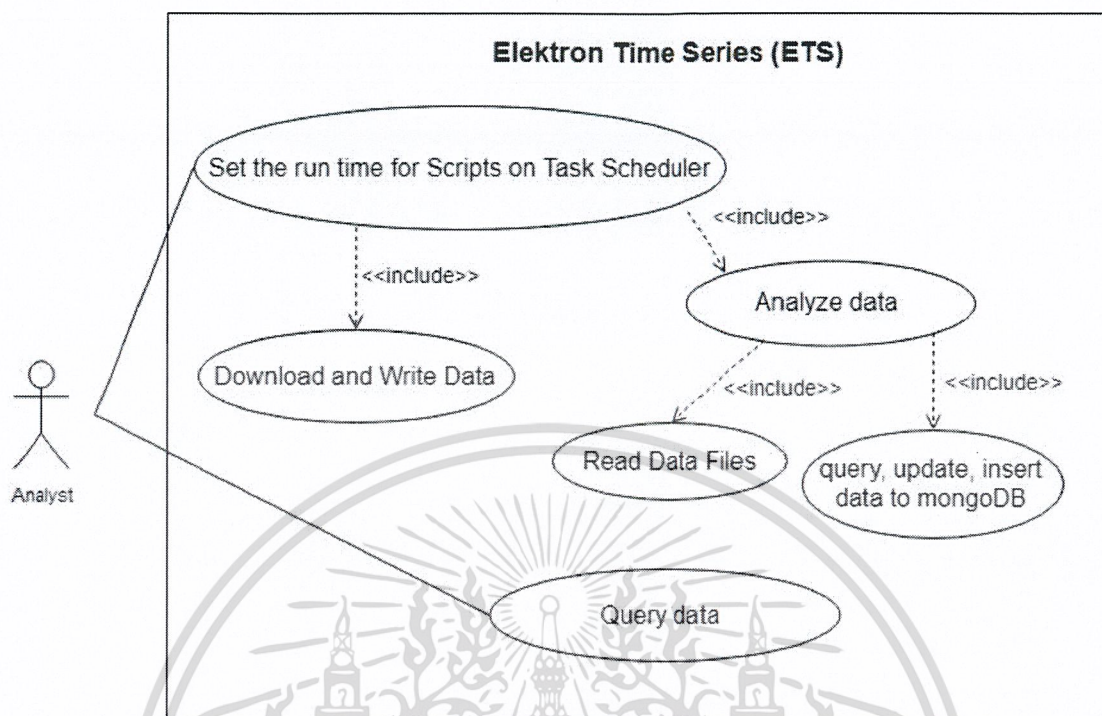 Elektron Time Series (ETS)
Set the run time for Scripts on Task Scheduler
<<include>>
<<include>>
Analyze data
Download and Write Data
<<include>>
<<include>>
Read Data Files
query, update, insert
data to mongoDB
Analyst
Query data